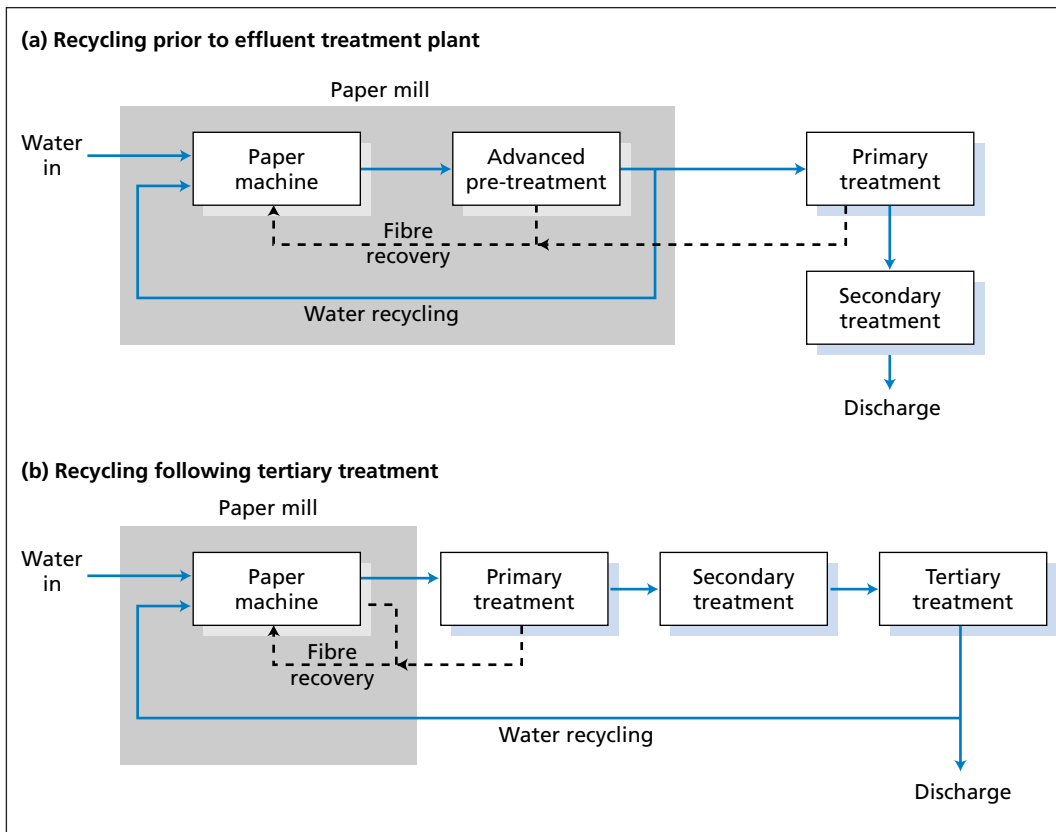 (a) Recycling prior to effluent treatment plant
Paper mill
Water
in
Paper
machine
Advanced
pre-treatment
Primary
treatment
Fibre
recovery
Water recycling
Secondary
treatment
Discharge
(b) Recycling following tertiary treatment
Paper mill
Water
in
Paper
machine
Primary
treatment
Secondary
treatment
Tertiary
treatment
Fibre
recovery
Water recycling
Discharge